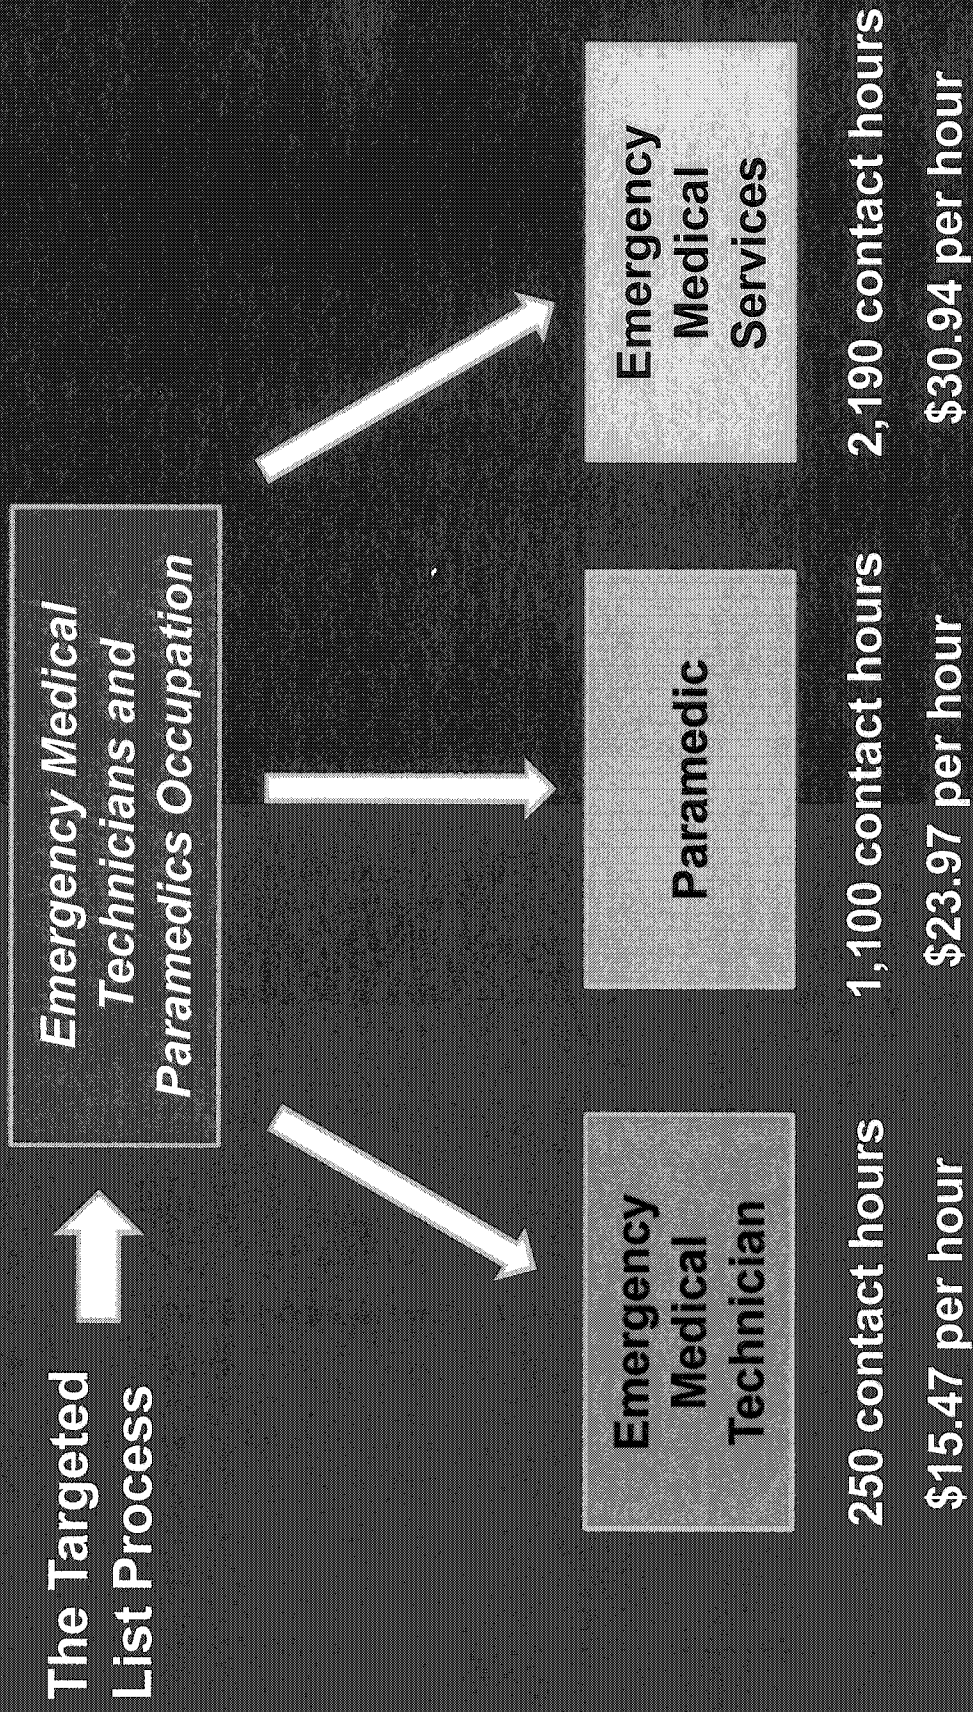 The Targeted
List Process
Emergency Medical
Technicians and
Paramedics Occupation
Emergency
Medical
Technician
250 contact hours
$15.47 per hour
Paramedic
1,100 contact hours
$23.97 per hour
Emergency
Medical
Services
2,190 contact hours
$30.94 per hour